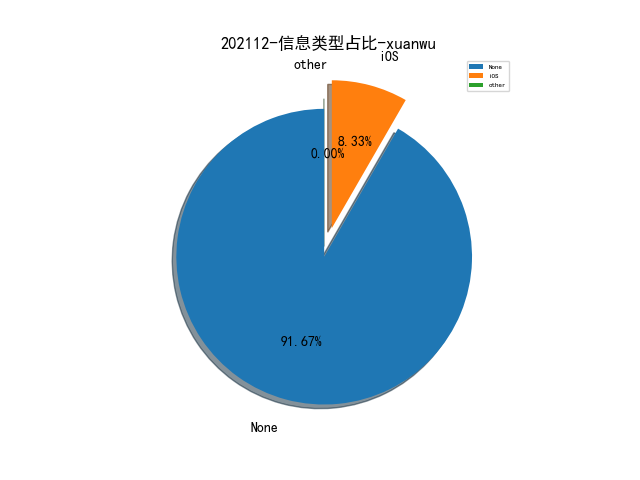 202112-信息类型占比-xuanwu
iOS
other
None
iOS
other
8.33%
0.00%
91.67%
None